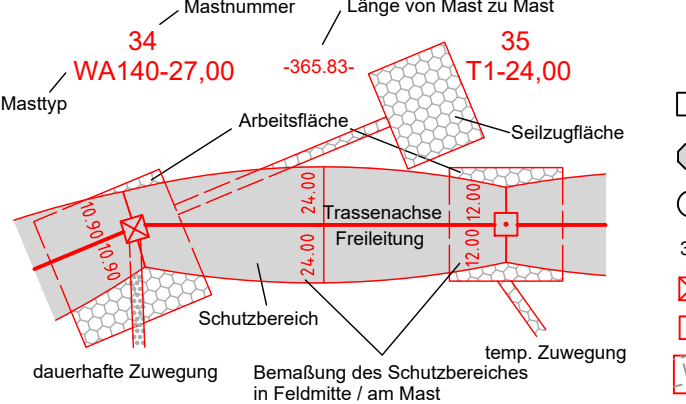 Mastnummer
Länge von Mast zu Mast
34
35
WA140-27,00
-365.83-
T1-24,00
Masttyp
Arbeitsfläche
Seilzugfläche
10.90
10.90
24.00
24.00
12.00
12.00
Trassenachse
Freileitung
Schutzbereich
dauerhafte Zuwegung
temp. Zuwegung
Bemaßung des Schutzbereiches
in Feldmitte / am Mast
3